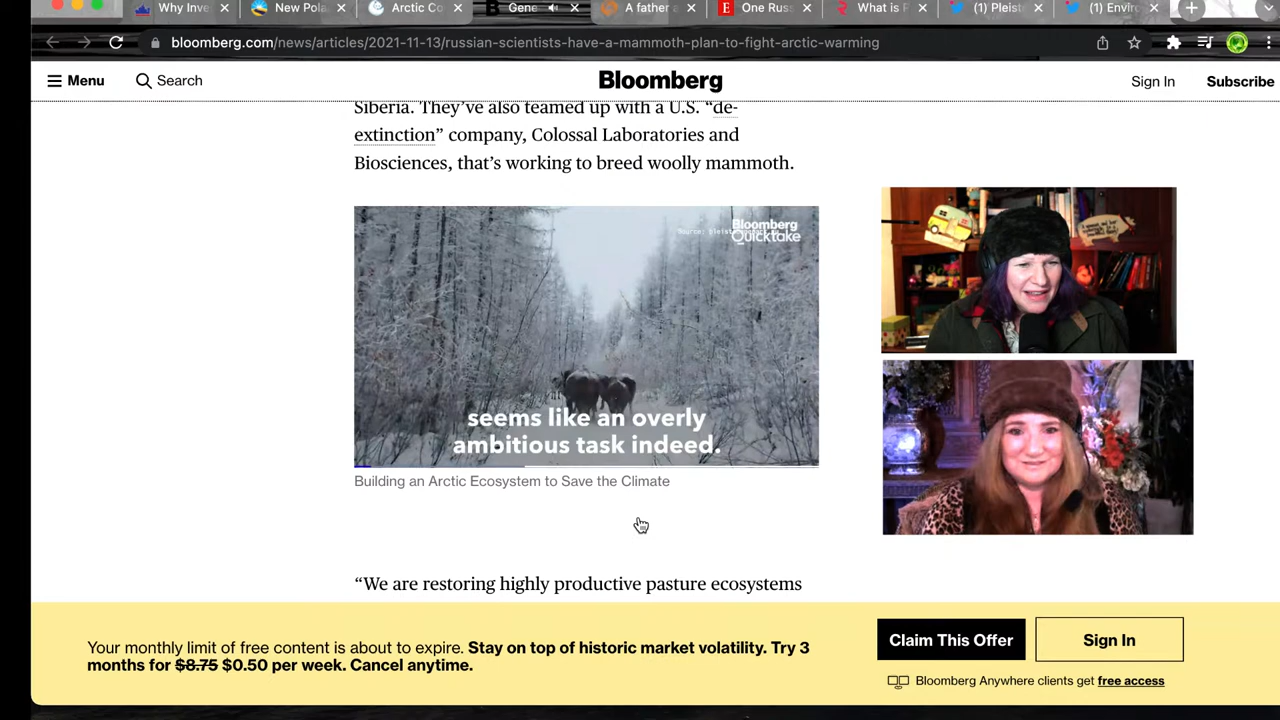 Why Inve
New Pola
Arctic Co
Gene
A father a
One Russ
What is P
(1) Pleist
(1) Enviro
bloomberg.com/news/articles/2021-11-13/russian-scientists-have-a-mammoth-plan-to-fight-arctic-warming
Menu
Search
Bloomberg
Sign In
Subscribe
Siberia. They’ve also teamed up with a U.S. “de-
extinction” company, Colossal Laboratories and
Biosciences, that’s working to breed woolly mammoth.
Bloomberg
Quicktake
seems like an overly
ambitious task indeed.
Building an Arctic Ecosystem to Save the Climate
“We are restoring highly productive pasture ecosystems
Your monthly limit of free content is about to expire. Stay on top of historic market volatility. Try 3
months for $8.75 $0.50 per week. Cancel anytime.
Claim This Offer
Sign In
Bloomberg Anywhere clients get free access